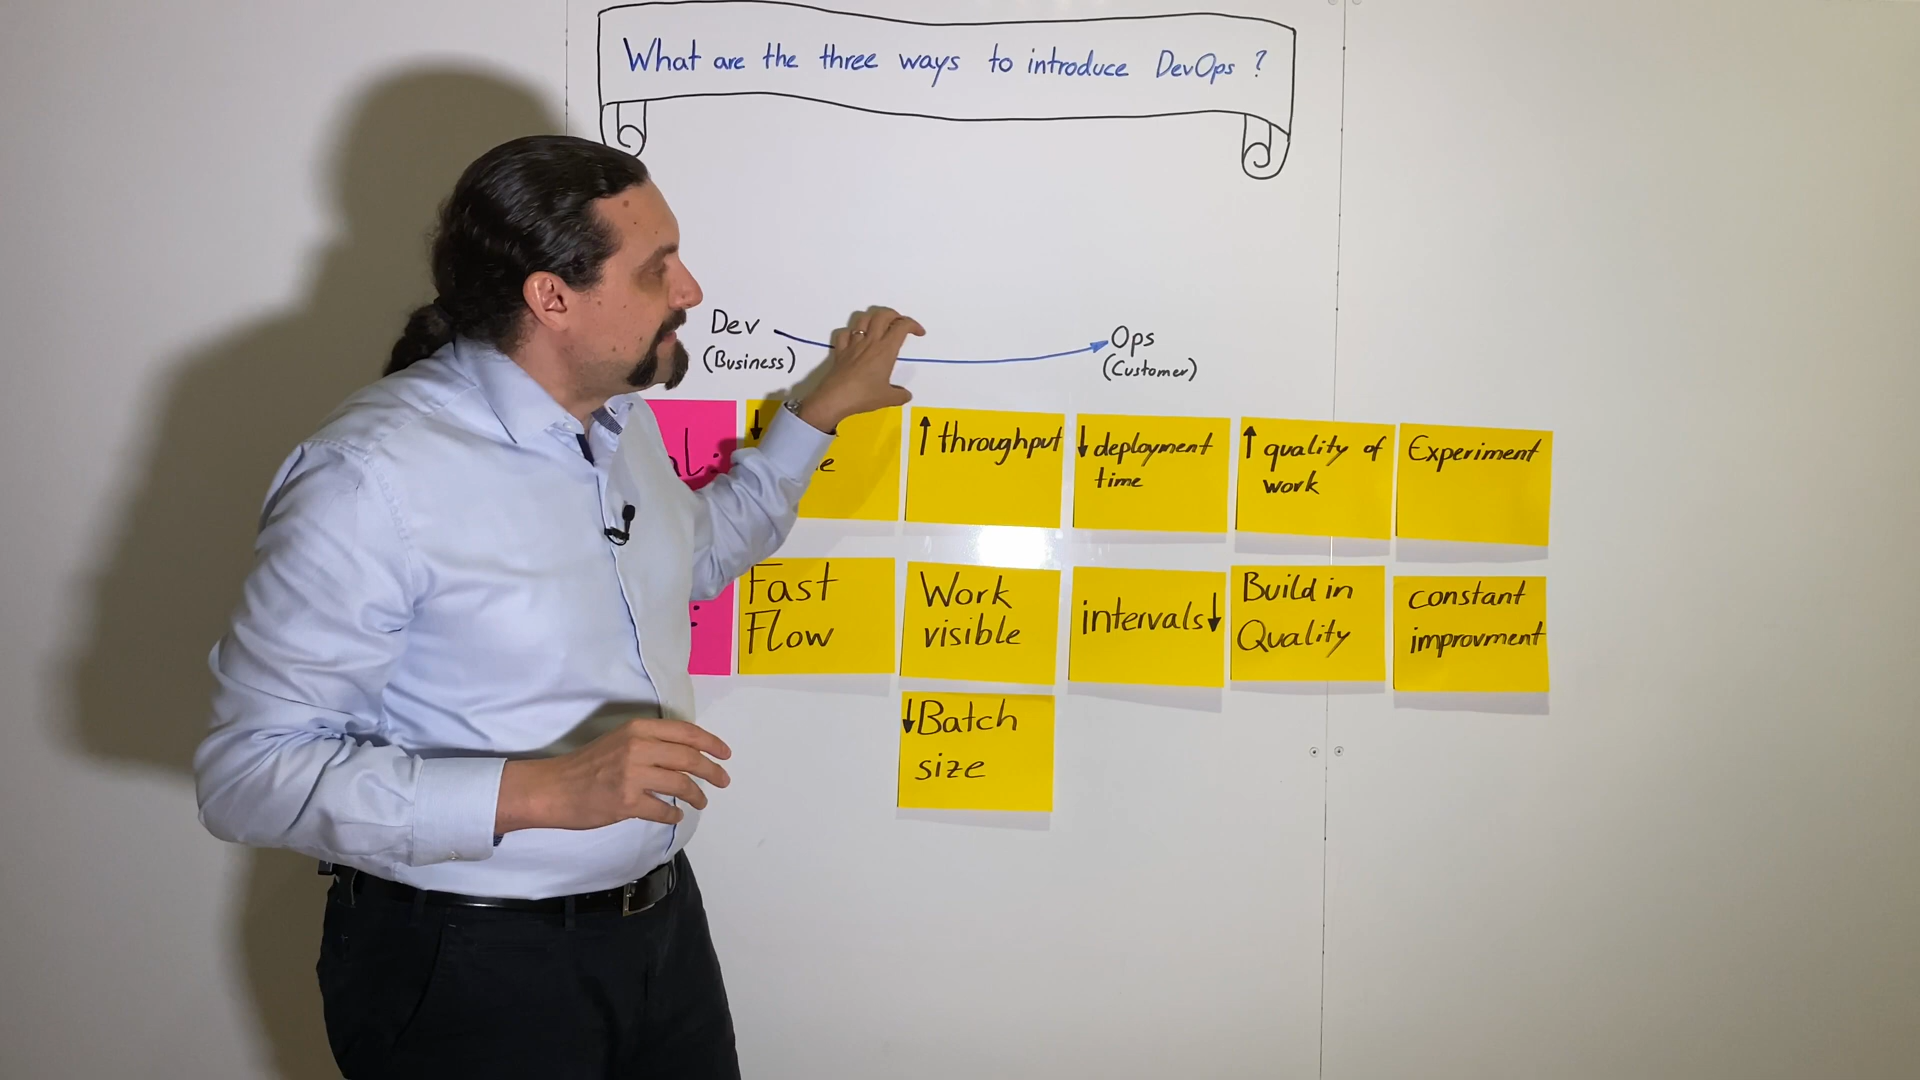 What are the three ways to introduce DevOps ?
Dev
(Business)
Ops
(Customer)
↓
↑ throughput
↓ deployment
time
↑ quality of
work
Experiment
Fast
Flow
Work
visible
intervals↓
Build in
Quality
constant
improvment
↓Batch
size